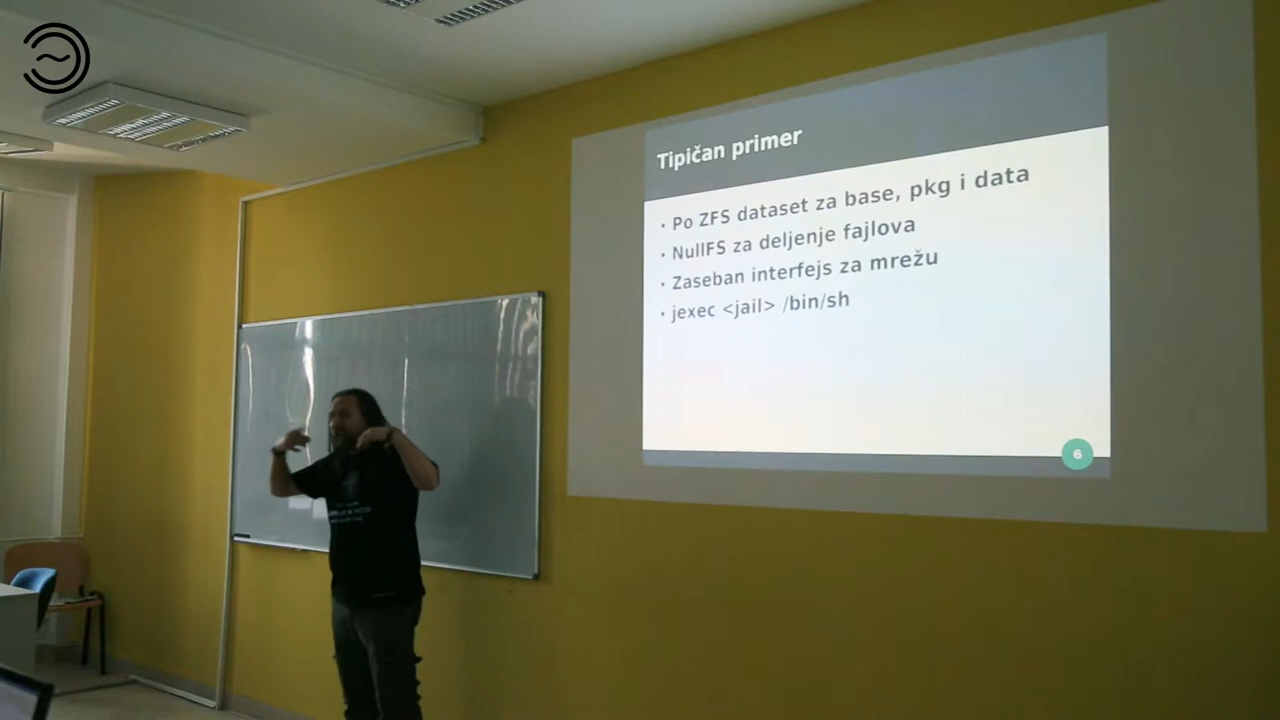 Tipičan primer
• Po ZFS dataset za base, pkg i data
• NullFS za deljenje fajlova
• Zaseban interfejs za mrežu
• jexec <jail> /bin/sh
6